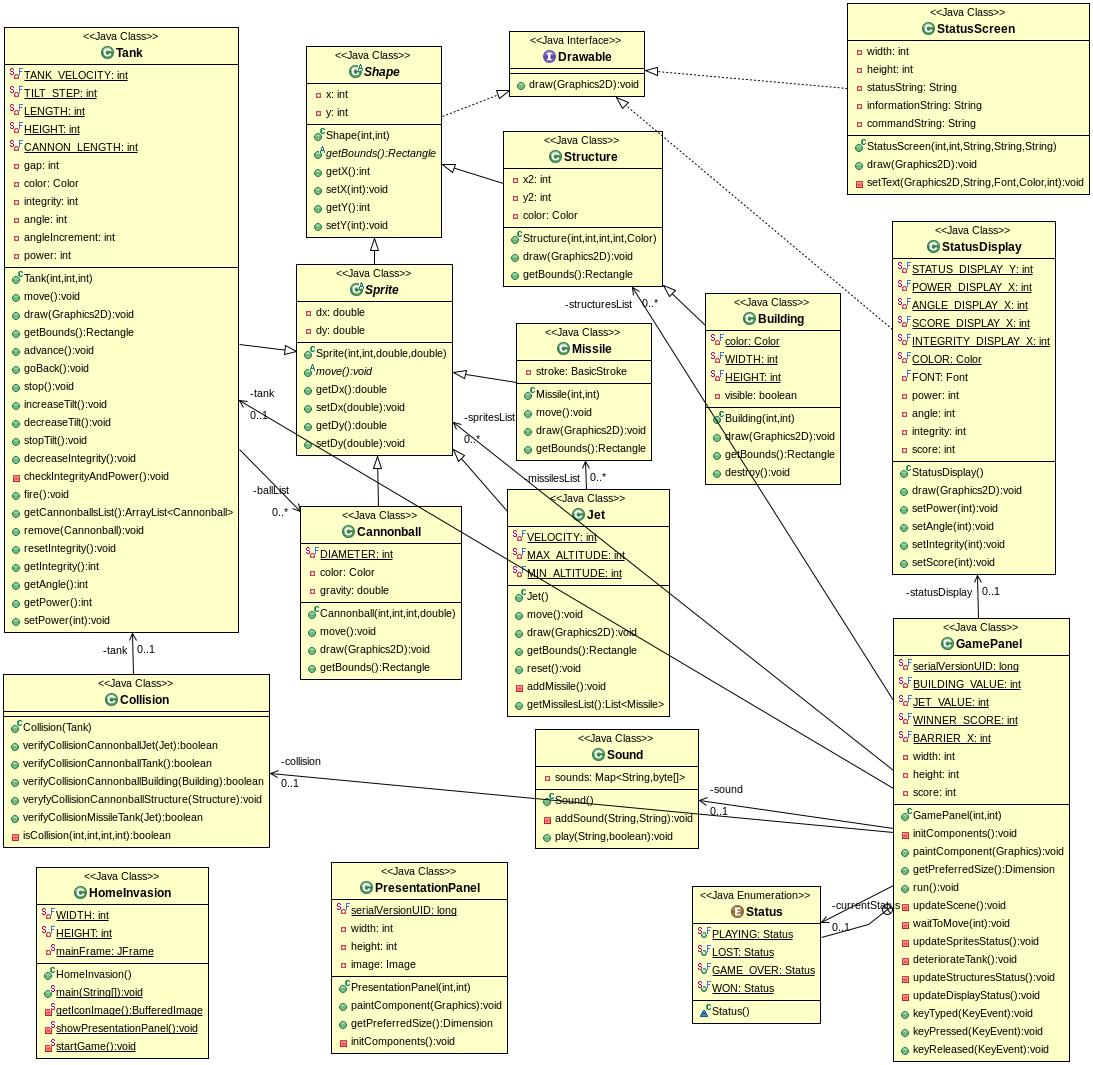 <<Java Class>>
Tank
TANK_VELOCITY: int
TILT_STEP: int
LENGTH: int
HEIGHT: int
CANNON_LENGTH: int
gap: int
color: Color
integrity: int
angle: int
angleIncrement: int
power: int
Tank(int,int,int)
move():void
draw(Graphics2D):void
getBounds():Rectangle
advance():void
goBack():void
stop():void
increaseTilt():void
decreaseTilt():void
stopTilt():void
decreaseIntegrity():void
checkIntegrityAndPower():void
fire():void
getCannonballsList():ArrayList<Cannonball>
remove(Cannonball):void
resetIntegrity():void
getIntegrity():int
getAngle():int
getPower():int
setPower(int):void
<<Java Class>>
Shape
x: int
y: int
Shape(int,int)
getBounds():Rectangle
getX():int
setX(int):void
getY():int
setY(int):void
<<Java Interface>>
Drawable
draw(Graphics2D):void
<<Java Class>>
StatusScreen
width: int
height: int
statusString: String
informationString: String
commandString: String
StatusScreen(int,int,String,String,String)
draw(Graphics2D):void
setText(Graphics2D,String,Font,Color,int):void
<<Java Class>>
Structure
x2: int
y2: int
color: Color
Structure(int,int,int,int,Color)
draw(Graphics2D):void
getBounds():Rectangle
<<Java Class>>
StatusDisplay
STATUS_DISPLAY_Y: int
POWER_DISPLAY_X: int
ANGLE_DISPLAY_X: int
SCORE_DISPLAY_X: int
INTEGRITY_DISPLAY_X: int
COLOR: Color
FONT: Font
power: int
angle: int
integrity: int
score: int
StatusDisplay()
draw(Graphics2D):void
setPower(int):void
setAngle(int):void
setIntegrity(int):void
setScore(int):void
<<Java Class>>
Sprite
dx: double
dy: double
Sprite(int,int,double,double)
move():void
getDx():double
setDx(double):void
getDy():double
setDy(double):void
-structuresList
0..*
<<Java Class>>
Building
color: Color
WIDTH: int
HEIGHT: int
visible: boolean
Building(int,int)
draw(Graphics2D):void
getBounds():Rectangle
destroy():void
<<Java Class>>
Missile
stroke: BasicStroke
Missile(int,int)
move():void
draw(Graphics2D):void
getBounds():Rectangle
-tank
0..1
-spritesList
0..*
-missilesList
0..*
-ballList
0..*
<<Java Class>>
Cannonball
DIAMETER: int
color: Color
gravity: double
Cannonball(int,int,int,double)
move():void
draw(Graphics2D):void
getBounds():Rectangle
<<Java Class>>
Jet
VELOCITY: int
MAX_ALTITUDE: int
MIN_ALTITUDE: int
Jet()
move():void
draw(Graphics2D):void
getBounds():Rectangle
reset():void
addMissile():void
getMissilesList():List<Missile>
-statusDisplay
0..1
<<Java Class>>
GamePanel
serialVersionUID: long
BUILDING_VALUE: int
JET_VALUE: int
WINNER_SCORE: int
BARRIER_X: int
width: int
height: int
score: int
GamePanel(int,int)
initComponents():void
paintComponent(Graphics):void
getPreferredSize():Dimension
run():void
updateScene():void
waitToMove(int):void
updateSpritesStatus():void
deteriorateTank():void
updateStructuresStatus():void
updateDisplayStatus():void
keyTyped(KeyEvent):void
keyPressed(KeyEvent):void
keyReleased(KeyEvent):void
-tank
0..1
<<Java Class>>
Collision
Collision(Tank)
verifyCollisionCannonballJet(Jet):boolean
verifyCollisionCannonballTank():boolean
verifyCollisionCannonballBuilding(Building):boolean
veryfyCollisionCannonballStructure(Structure):void
verifyCollisionMissileTank(Jet):boolean
isCollision(int,int,int,int):boolean
-collision
0..1
<<Java Class>>
Sound
sounds: Map<String,byte[]>
Sound()
addSound(String,String):void
play(String,boolean):void
-sound
0..1
<<Java Class>>
HomeInvasion
WIDTH: int
HEIGHT: int
mainFrame: JFrame
HomeInvasion()
main(String[]):void
getIconImage():BufferedImage
showPresentationPanel():void
startGame():void
<<Java Class>>
PresentationPanel
serialVersionUID: long
width: int
height: int
image: Image
PresentationPanel(int,int)
paintComponent(Graphics):void
getPreferredSize():Dimension
initComponents():void
<<Java Enumeration>>
Status
PLAYING: Status
LOST: Status
GAME_OVER: Status
WON: Status
Status()
-currentStatus
0..1